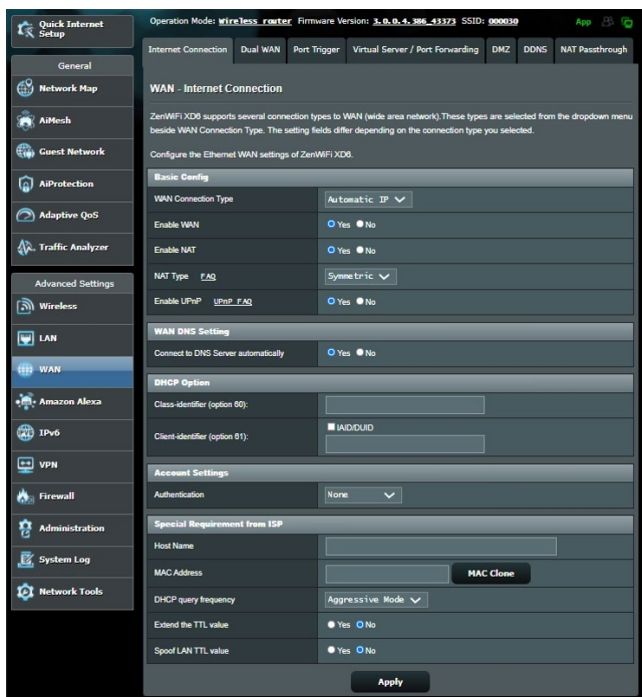 Quick Internet Setup
Operation Mode: Wireless router Firmware Version: 3.0.0.4.386_43373 SSID: 000030 App
Internet Connection Dual WAN Port Trigger Virtual Server / Port Forwarding DMZ DDNS NAT Passthrough
General
Network Map
AiMesh
Guest Network
AiProtection
Adaptive QoS
Traffic Analyzer
Advanced Settings
Wireless
LAN
WAN
Amazon Alexa
IPv6
VPN
Firewall
Administration
System Log
Network Tools
WAN - Internet Connection
ZenWiFi XD6 supports several connection types to WAN (wide area network).These types are selected from the dropdown menu
beside WAN Connection Type. The setting fields differ depending on the connection type you selected.
Configure the Ethernet WAN settings of ZenWiFi XD6.
Basic Config
WAN Connection Type Automatic IP
Enable WAN Yes No
Enable NAT Yes No
NAT Type FAQ Symmetric
Enable UPnP UPnP FAQ Yes No
WAN DNS Setting
Connect to DNS Server automatically Yes No
DHCP Option
Class-identifier (option 60):
Client-identifier (option 61): IAID/DUID
Account Settings
Authentication None
Special Requirement from ISP
Host Name
MAC Address MAC Clone
DHCP query frequency Aggressive Mode
Extend the TTL value Yes No
Spoof LAN TTL value Yes No
Apply